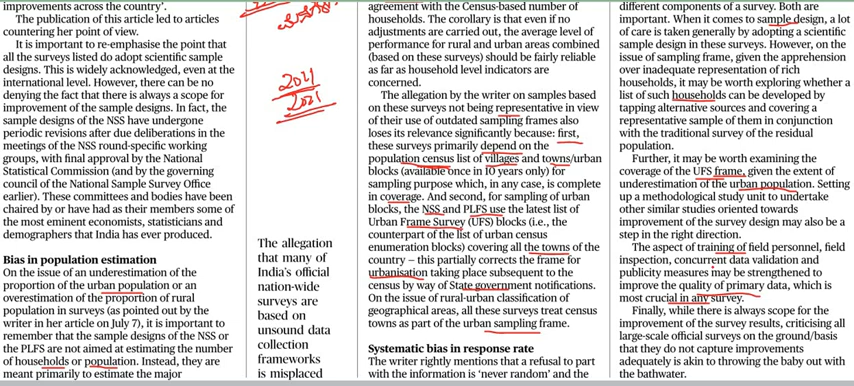 improvements across the country'.
The publication of this article led to articles
countering her point of view.
It is important to re-emphasise the point that
all the surveys listed do adopt scientific sample
designs. This is widely acknowledged, even at the
international level. However, there can be no
denying the fact that there is always a scope for
improvement of the sample designs. In fact, the
sample designs of the NSS have undergone
periodic revisions after due deliberations in the
meetings of the NSS round-specific working
groups, with final approval by the National
Statistical Commission (and by the governing
council of the National Sample Survey Office
earlier). These committees and bodies have been
chaired by or have had as their members some of
the most eminent economists, statisticians and
demographers that India has ever produced.
Bias in population estimation
On the issue of an underestimation of the
proportion of the urban population or an
overestimation of the proportion of rural
population in surveys (as pointed out by the
writer in her article on July 7), it is important to
remember that the sample designs of the NSS or
the PLFS are not aimed at estimating the number
of households or population. Instead, they are
meant primarily to estimate the major
2021
The allegation
that many of
India's official
nation-wide
surveys are
based on
unsound data
collection
frameworks
is misplaced
agreement with the Census-based number of
households. The corollary is that even if no
adjustments are carried out, the average level of
performance for rural and urban areas combined
(based on these surveys) should be fairly reliable
as far as household level indicators are
concerned.
The allegation by the writer on samples based
on these surveys not being representative in view
of their use of outdated sampling frames also
loses its relevance significantly because: first,
these surveys primarily depend on the
population census list of villages and towns/urban
blocks (available once in 10 years only) for
sampling purpose which, in any case, is complete
in coverage. And second, for sampling of urban
blocks, the NSS and PLFS use the latest list of
Urban Frame Survey (UFS) blocks (i.e., the
counterpart of the list of urban census
enumeration blocks) covering all the towns of the
country – this partially corrects the frame for
urbanisation taking place subsequent to the
census by way of State government notifications.
On the issue of rural-urban classification of
geographical areas, all these surveys treat census
towns as part of the urban sampling frame.
Systematic bias in response rate
The writer rightly mentions that a refusal to part
with the information is 'never random' and the
different components of a survey. Both are
important. When it comes to sample design, a lot
of care is taken generally by adopting a scientific
sample design in these surveys. However, on the
issue of sampling frame, given the apprehension
over inadequate representation of rich
households, it may be worth exploring whether a
list of such households can be developed by
tapping alternative sources and covering a
representative sample of them in conjunction
with the traditional survey of the residual
population.
Further, it may be worth examining the
coverage of the UFS frame, given the extent of
underestimation of the urban population. Setting
up a methodological study unit to undertake
other similar studies oriented towards
improvement of the survey design may also be a
step in the right direction.
The aspect of training of field personnel, field
inspection, concurrent data validation and
publicity measures may be strengthened to
improve the quality of primary data, which is
most crucial in any survey.
Finally, while there is always scope for the
improvement of the survey results, criticising all
large-scale official surveys on the ground/basis
that they do not capture improvements
adequately is akin to throwing the baby out with
the bathwater.